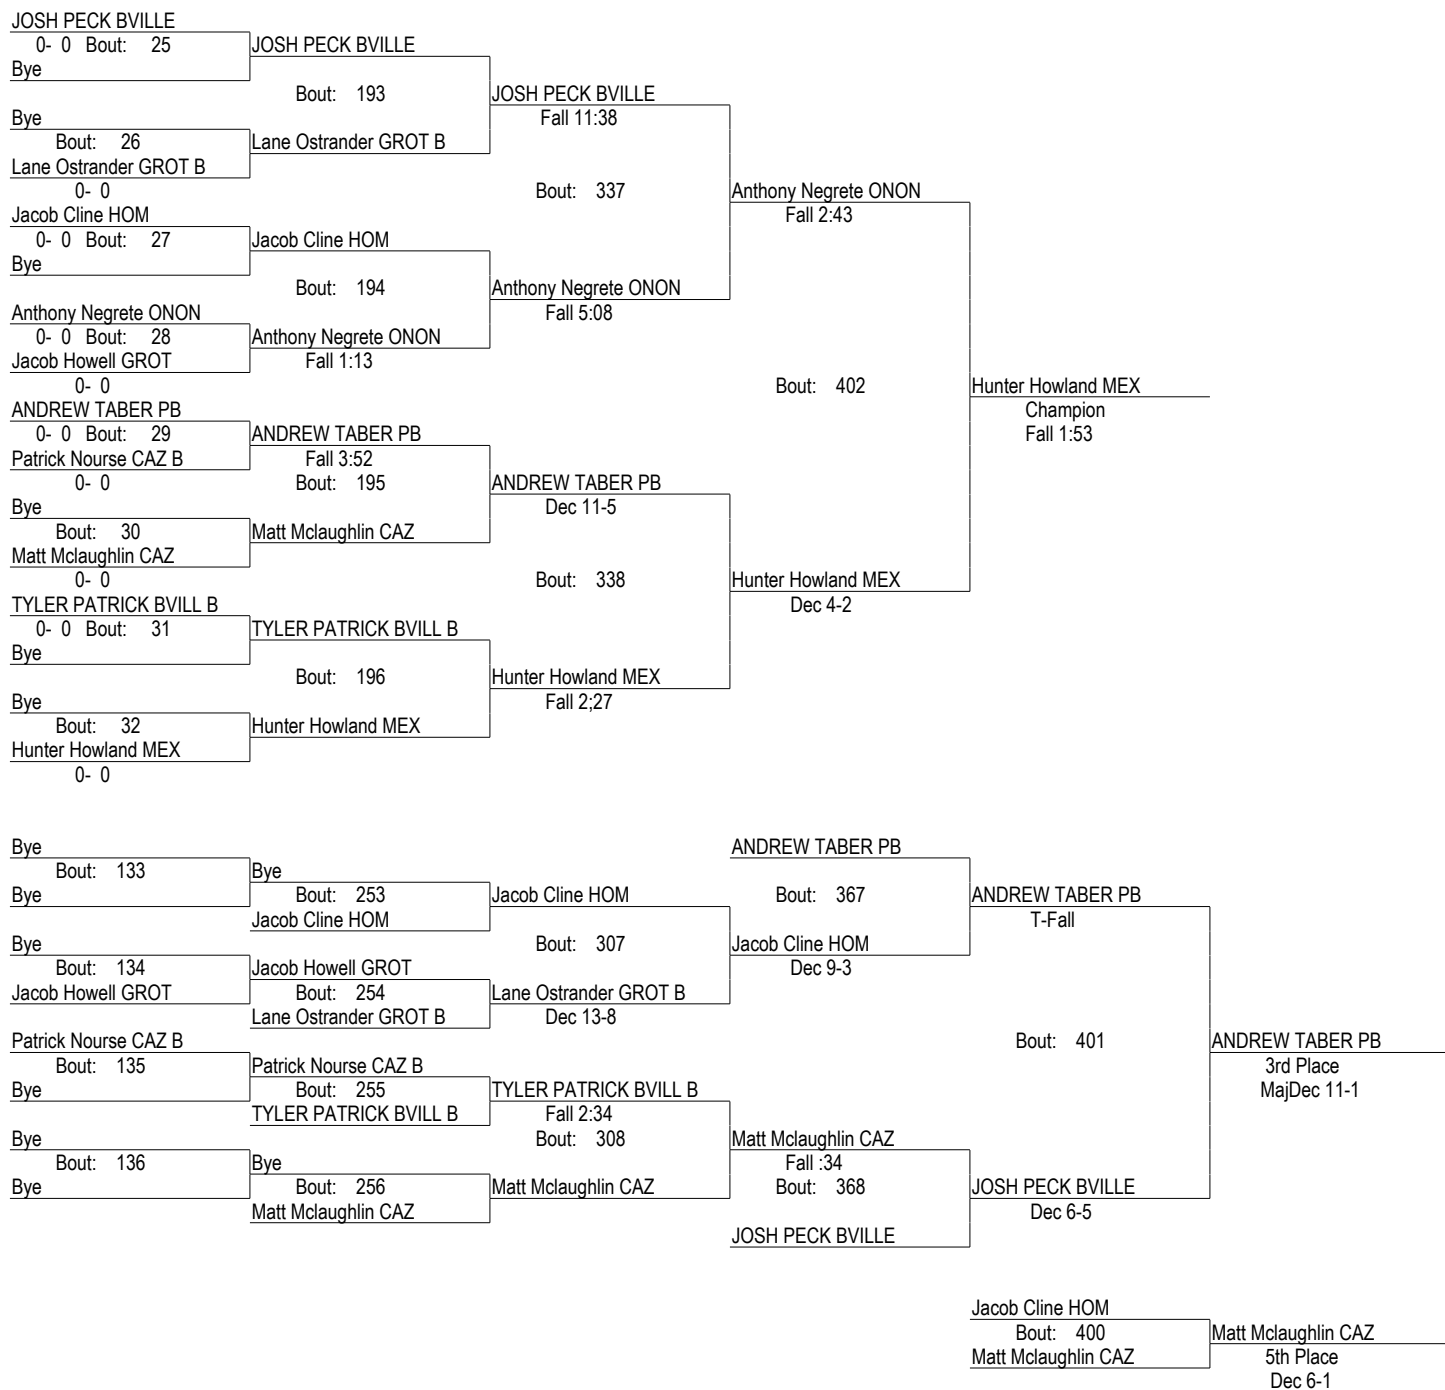 JOSH PECK BVILLE
0- 0 Bout: 25 JOSH PECK BVILLE
Bye
Bout: 193 JOSH PECK BVILLE
Bye Fall 11:38
Bout: 26 Lane Ostrander GROT B
Lane Ostrander GROT B
0- 0 Bout: 337 Anthony Negrete ONON
Jacob Cline HOM Fall 2:43
0- 0 Bout: 27 Jacob Cline HOM
Bye
Bout: 194 Anthony Negrete ONON
Anthony Negrete ONON Fall 5:08
0- 0 Bout: 28 Anthony Negrete ONON
Jacob Howell GROT Fall 1:13
0- 0 Bout: 402 Hunter Howland MEX
ANDREW TABER PB Champion
0- 0 Bout: 29 ANDREW TABER PB Fall 1:53
Patrick Nourse CAZ B Fall 3:52
0- 0 Bout: 195 ANDREW TABER PB
Bye Dec 11-5
Bout: 30 Matt Mclaughlin CAZ
Matt Mclaughlin CAZ
0- 0 Bout: 338 Hunter Howland MEX
TYLER PATRICK BVILL B Dec 4-2
0- 0 Bout: 31 TYLER PATRICK BVILL B
Bye
Bout: 196 Hunter Howland MEX
Bye Fall 2;27
Bout: 32 Hunter Howland MEX
Hunter Howland MEX
0- 0
Bye ANDREW TABER PB
Bout: 133 Bye
Bye Bout: 253 Jacob Cline HOM Bout: 367 ANDREW TABER PB
Jacob Cline HOM T-Fall
Bye Bout: 307 Jacob Cline HOM
Bout: 134 Jacob Howell GROT Dec 9-3
Jacob Howell GROT Bout: 254 Lane Ostrander GROT B
Lane Ostrander GROT B Dec 13-8
Patrick Nourse CAZ B Bout: 401 ANDREW TABER PB
Bout: 135 Patrick Nourse CAZ B 3rd Place
Bye Bout: 255 TYLER PATRICK BVILL B MajDec 11-1
TYLER PATRICK BVILL B Fall 2:34
Bye Bout: 308 Matt Mclaughlin CAZ
Bout: 136 Bye Fall :34
Bye Bout: 256 Matt Mclaughlin CAZ Bout: 368 JOSH PECK BVILLE
Matt Mclaughlin CAZ Dec 6-5
JOSH PECK BVILLE
Jacob Cline HOM
Bout: 400 Matt Mclaughlin CAZ
Matt Mclaughlin CAZ 5th Place
Dec 6-1